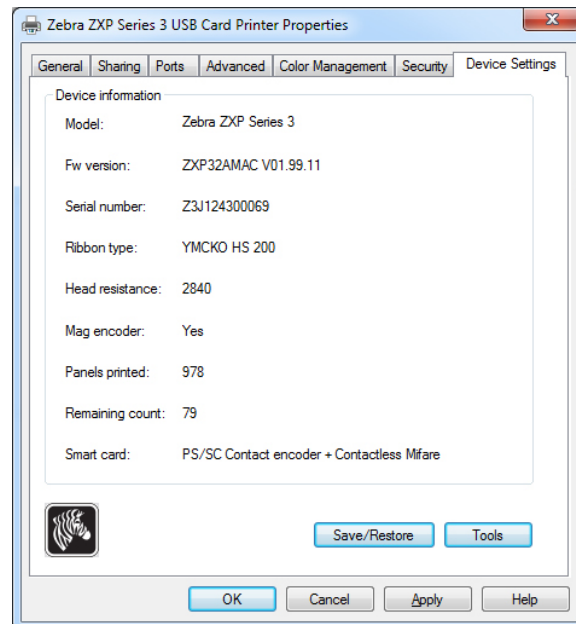 Zebra ZXP Series 3 USB Card Printer Properties
General Sharing Ports Advanced Color Management Security Device Settings
Device information
Model: Zebra ZXP Series 3
Fw version: ZXP32AMAC V01.99.11
Serial number: Z3J124300069
Ribbon type: YMCKO HS 200
Head resistance: 2840
Mag encoder: Yes
Panels printed: 978
Remaining count: 79
Smart card: PS/SC Contact encoder + Contactless Mifare
Save/Restore Tools
OK Cancel Apply Help